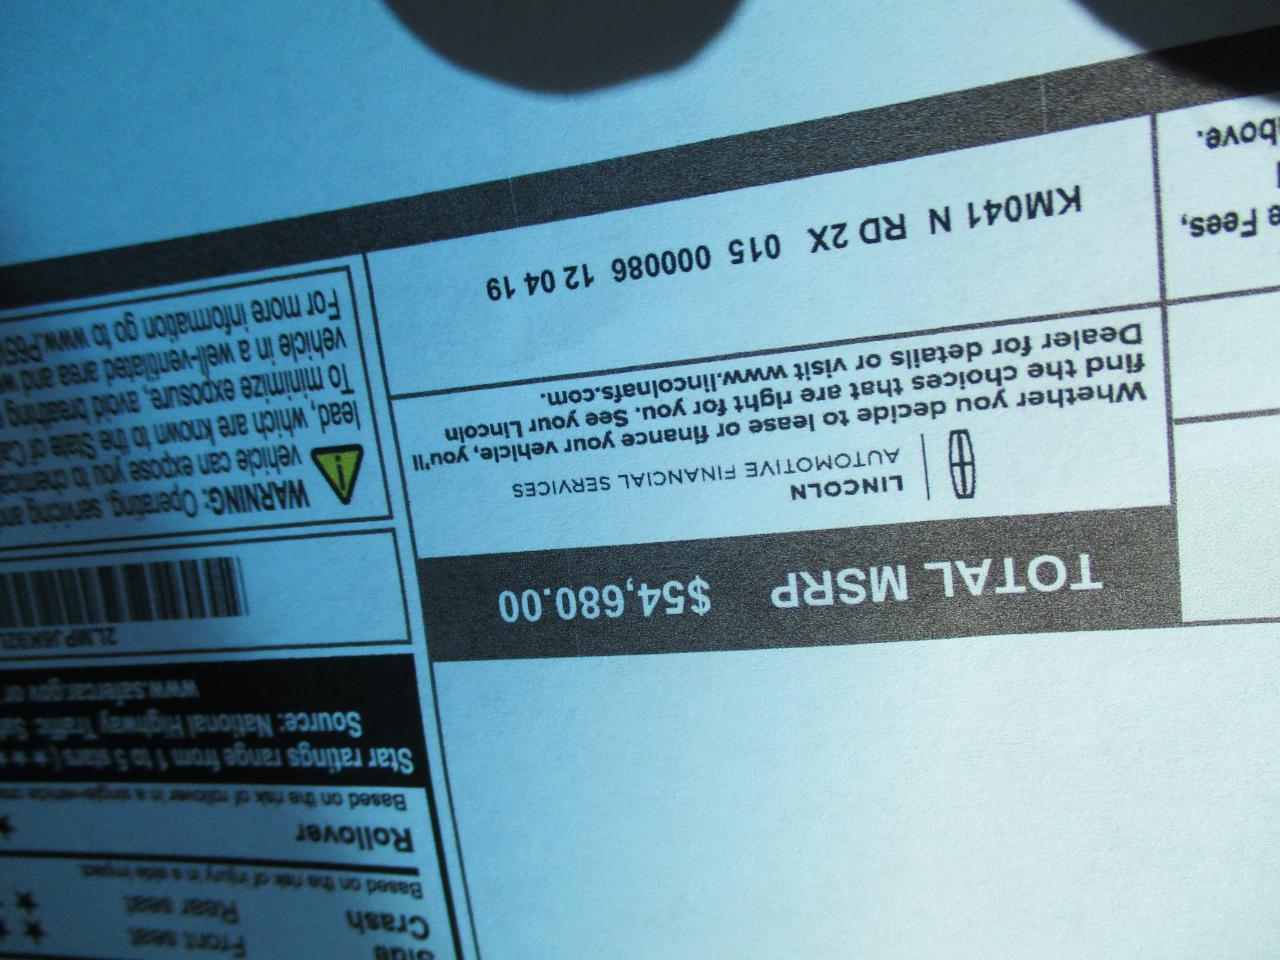 Side
Crash
Front seat
Rear seat
Based on the risk of injury in a side impact.
Rollover
Based on the risk of rollover in a single-vehicle
Star ratings range from 1 to 5 stars (
Source: National Highway Traffic
www.safercar.gov or
2LMPJ8K92L
WARNING: Operating, servicing and
vehicle can expose you to chemica
lead, which are known to the State of Cal
To minimize exposure, avoid breathing
vehicle in a well-ventilated area and w
For more information go to www.P65
TOTAL MSRP $54,680.00
LINCOLN
AUTOMOTIVE FINANCIAL SERVICES
Whether you decide to lease or finance your vehicle, you'll
find the choices that are right for you. See your Lincoln
Dealer for details or visit www.lincolnafs.com.
KM041 N RD 2X 015 000086 12 04 19
e Fees,
above.